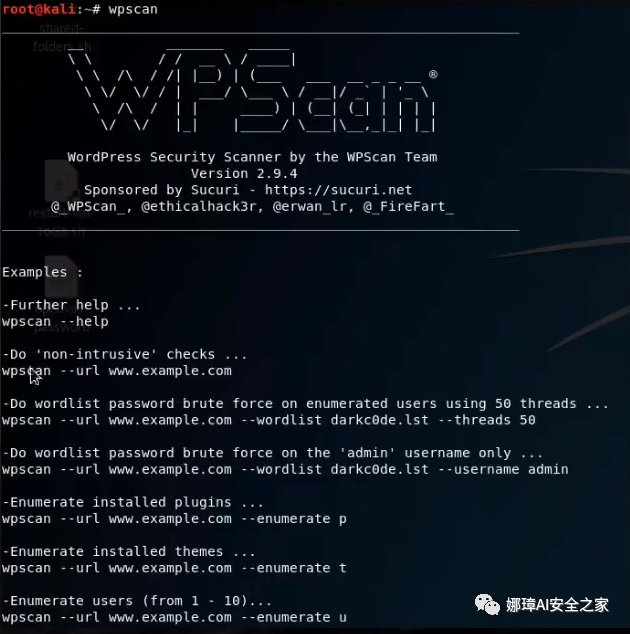 root@kali:~# wpscan
WPScan®
WordPress Security Scanner by the WPScan Team
Version 2.9.4
Sponsored by Sucuri - https://sucuri.net
@_WPScan_, @ethicalhack3r, @erwan_lr, @_FireFart_
Examples :
-Further help ...
wpscan --help
-Do 'non-intrusive' checks ...
wpscan --url www.example.com
-Do wordlist password brute force on enumerated users using 50 threads ...
wpscan --url www.example.com --wordlist darkc0de.lst --threads 50
-Do wordlist password brute force on the 'admin' username only ...
wpscan --url www.example.com --wordlist darkc0de.lst --username admin
-Enumerate installed plugins ...
wpscan --url www.example.com --enumerate p
-Enumerate installed themes ...
wpscan --url www.example.com --enumerate t
-Enumerate users (from 1 - 10)...
wpscan --url www.example.com --enumerate u
娜璋AI安全之家